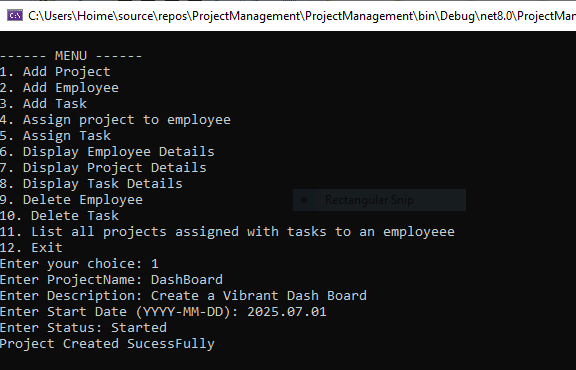 C:\Users\Hoime\source\repos\ProjectManagement\ProjectManagement\bin\Debug\net8.0\ProjectMan
------ MENU ------
1. Add Project
2. Add Employee
3. Add Task
4. Assign project to employee
5. Assign Task
6. Display Employee Details
7. Display Project Details
8. Display Task Details
9. Delete Employee
Rectangular Snip
10. Delete Task
11. List all projects assigned with tasks to an employeee
12. Exit
Enter your choice: 1
Enter ProjectName: DashBoard
Enter Description: Create a Vibrant Dash Board
Enter Start Date (YYYY-MM-DD): 2025.07.01
Enter Status: Started
Project Created SucessFully